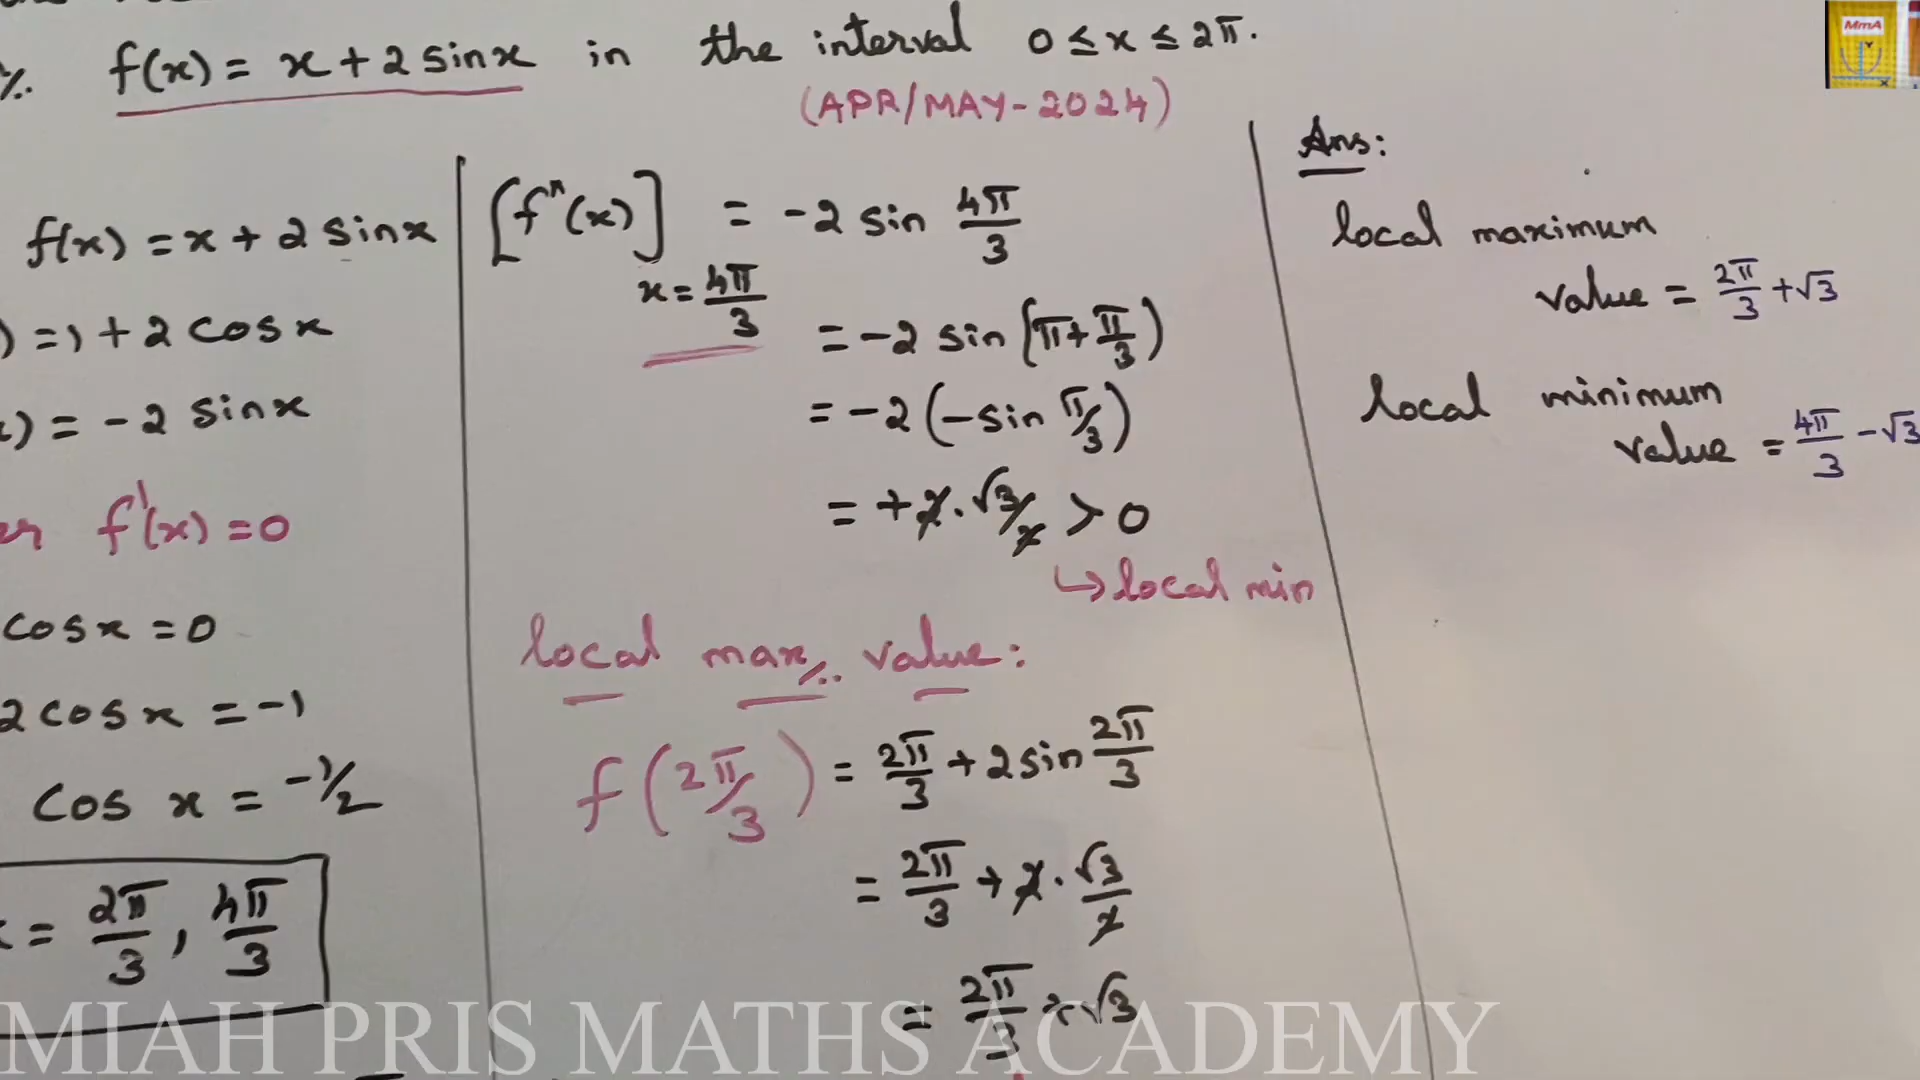 f(x) = x + 2 sin x in the interval 0 ≤ x ≤ 2π.
(APR/MAY-2024)
MmA
f(x) = x + 2 sin x
) = 1 + 2 cos x
) = -2 sin x
f'(x) = 0
cos x = 0
2 cos x = -1
cos x = -1/2
= 2π/3, 4π/3
[f"(x)] x = 4π/3 = -2 sin 4π/3
= -2 sin (π + π/3)
= -2 (-sin π/3)
= +2 . √3/2 > 0
↳ local min
local max. value:
f(2π/3) = 2π/3 + 2 sin 2π/3
= 2π/3 + 2 . √3/2
= 2π/3 + √3
Ans:
local maximum
value = 2π/3 + √3
local minimum
value = 4π/3 - √3
MIAH PRIS MATHS ACADEMY